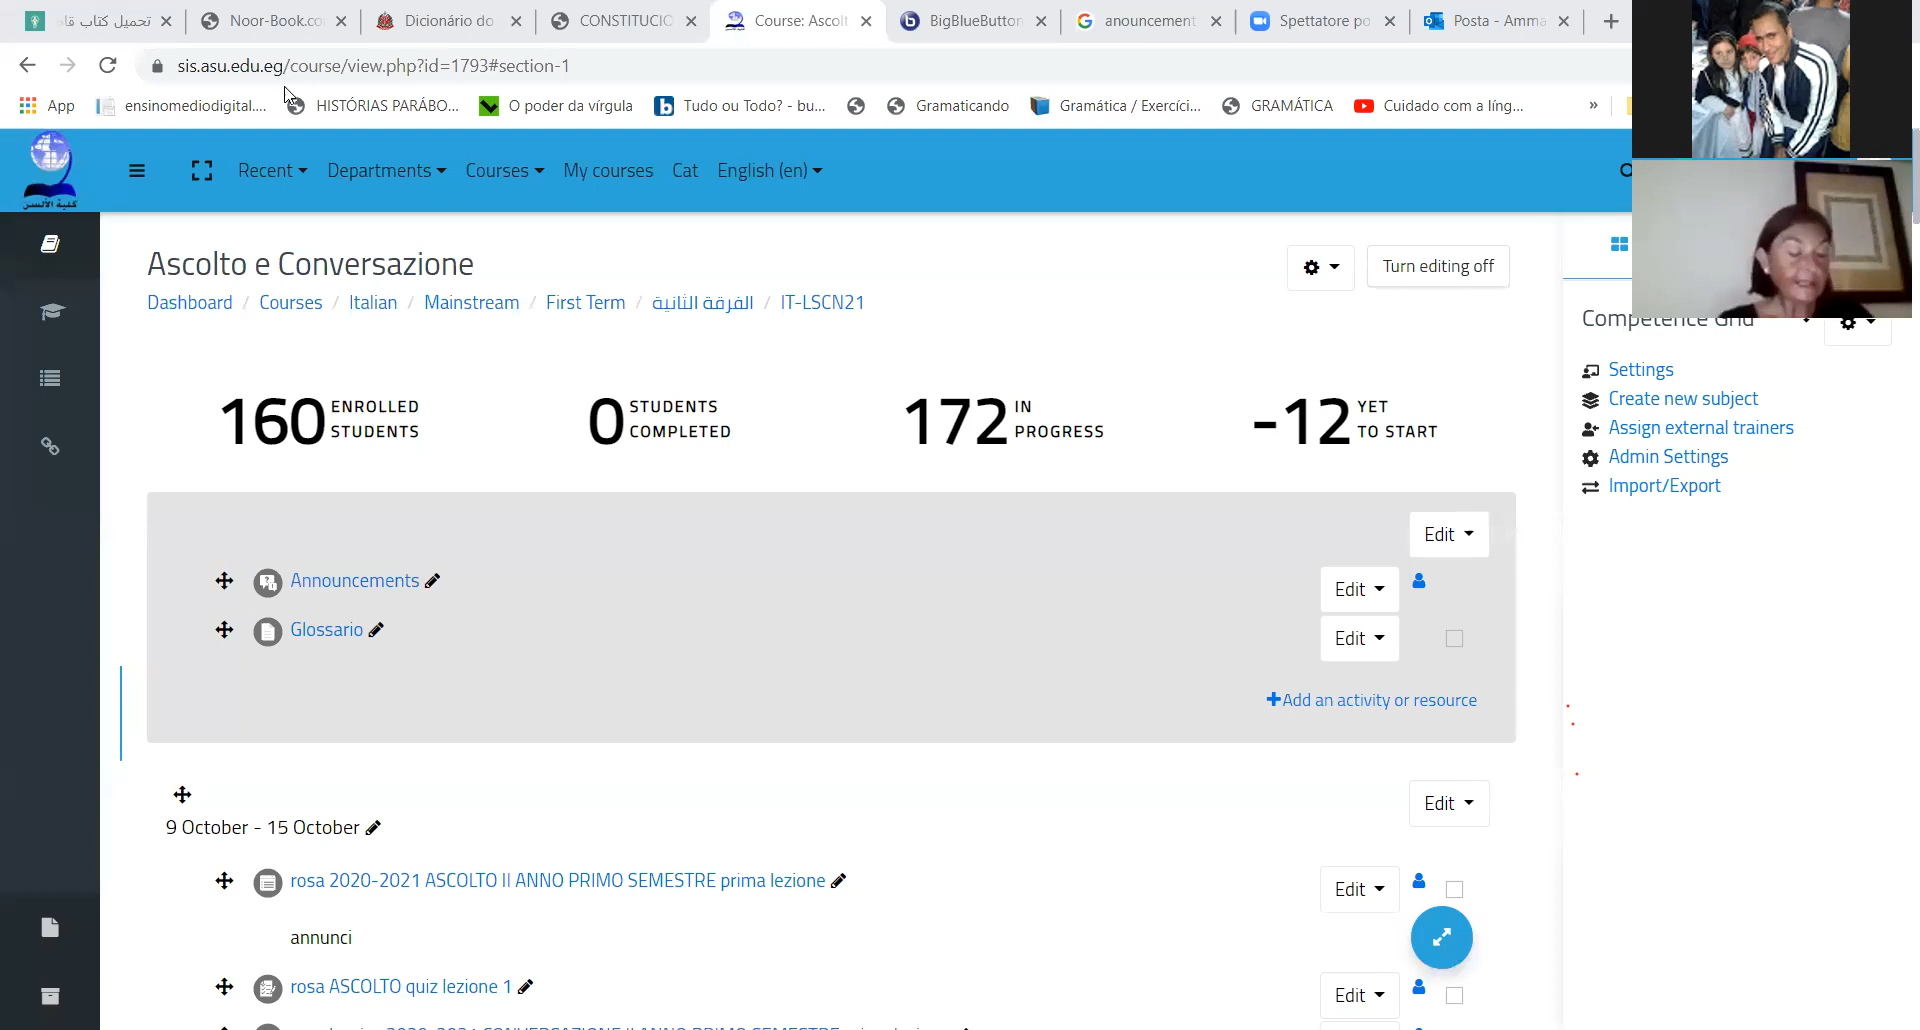 تحميل كتاب قاه
Noor-Book.co
Dicionário do
CONSTITUCIO
Course: Ascolt
BigBlueButton
anouncement
Spettatore po
Posta - Amma
sis.asu.edu.eg/course/view.php?id=1793#section-1
App
ensinomediodigital....
HISTÓRIAS PARÁBO...
O poder da vírgula
Tudo ou Todo? - bu...
Gramaticando
Gramática / Exercíci...
GRAMÁTICA
Cuidado com a líng...
»
كلية الألسن
Recent
Departments
Courses
My courses
Cat
English (en)
Ascolto e Conversazione
Turn editing off
Dashboard / Courses / Italian / Mainstream / First Term / الفرقة الثانية / IT-LSCN21
160 ENROLLED STUDENTS
0 STUDENTS COMPLETED
172 IN PROGRESS
-12 YET TO START
Edit
Announcements
Edit
Glossario
Edit
Add an activity or resource
Edit
9 October - 15 October
rosa 2020-2021 ASCOLTO II ANNO PRIMO SEMESTRE prima lezione
Edit
annunci
rosa ASCOLTO quiz lezione 1
Edit
Competence Grid
Settings
Create new subject
Assign external trainers
Admin Settings
Import/Export